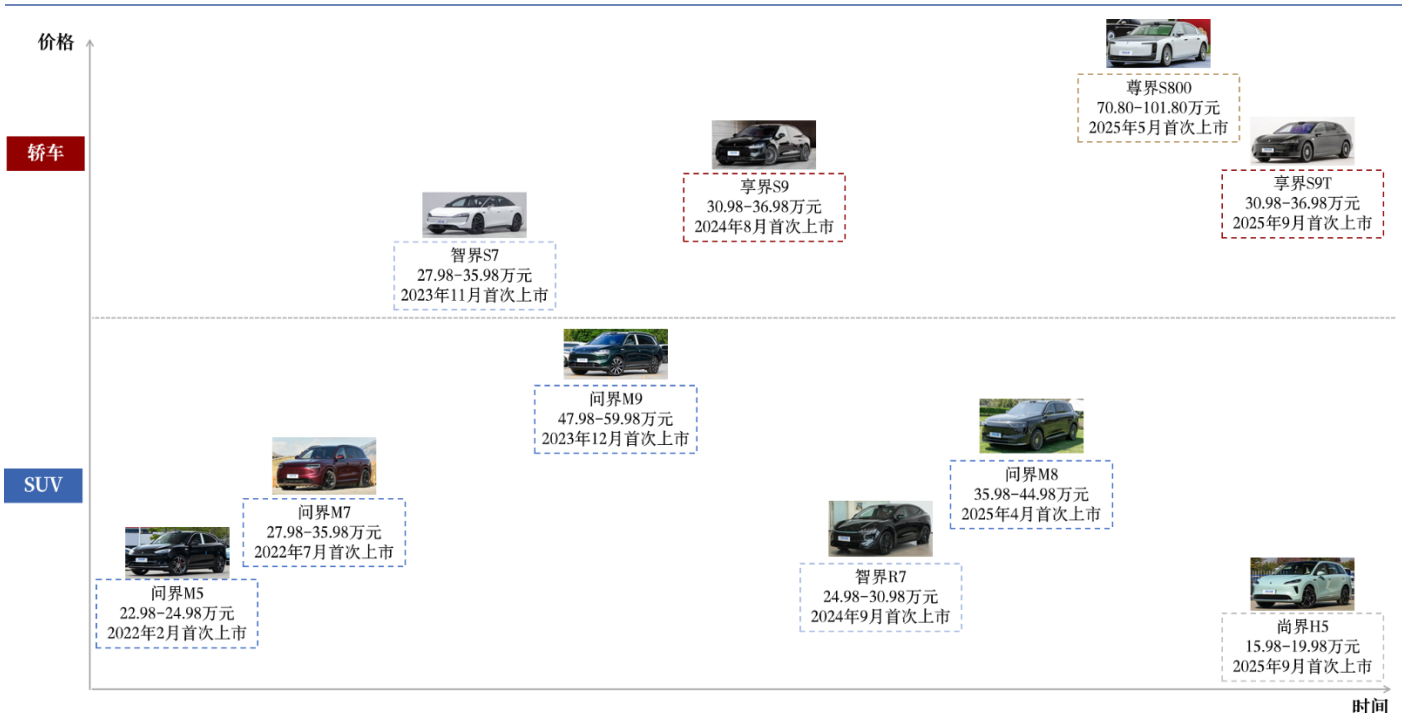 价格
轿车
尊界S800
70.80-101.80万元
2025年5月首次上市
享界S9
30.98-36.98万元
2024年8月首次上市
享界S9T
30.98-36.98万元
2025年9月首次上市
智界S7
27.98-35.98万元
2023年11月首次上市
SUV
问界M9
47.98-59.98万元
2023年12月首次上市
问界M8
35.98-44.98万元
2025年4月首次上市
问界M7
27.98-35.98万元
2022年7月首次上市
智界R7
24.98-30.98万元
2024年9月首次上市
问界M5
22.98-24.98万元
2022年2月首次上市
尚界H5
15.98-19.98万元
2025年9月首次上市
时间